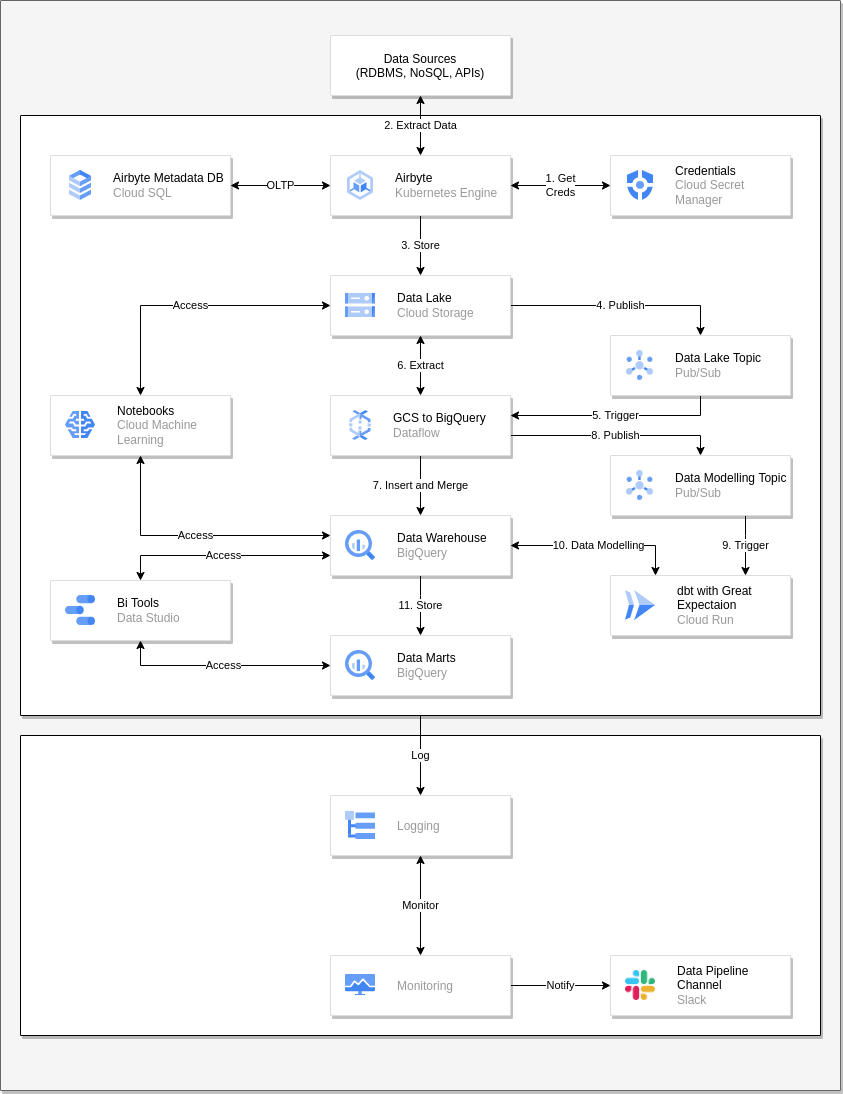 Data Sources
(RDBMS, NoSQL, APIs)
2. Extract Data
Airbyte Metadata DB
Cloud SQL
OLTP
Airbyte
Kubernetes Engine
1. Get
Creds
Credentials
Cloud Secret
Manager
3. Store
Access
Data Lake
Cloud Storage
4. Publish
6. Extract
Data Lake Topic
Pub/Sub
Notebooks
Cloud Machine
Learning
GCS to BigQuery
Dataflow
5. Trigger
8. Publish
7. Insert and Merge
Data Modelling Topic
Pub/Sub
Access
Access
Data Warehouse
BigQuery
10. Data Modelling
9. Trigger
Bi Tools
Data Studio
11. Store
dbt with Great
Expectaion
Cloud Run
Access
Data Marts
BigQuery
Log
Logging
Monitor
Monitoring
Notify
Data Pipeline
Channel
Slack